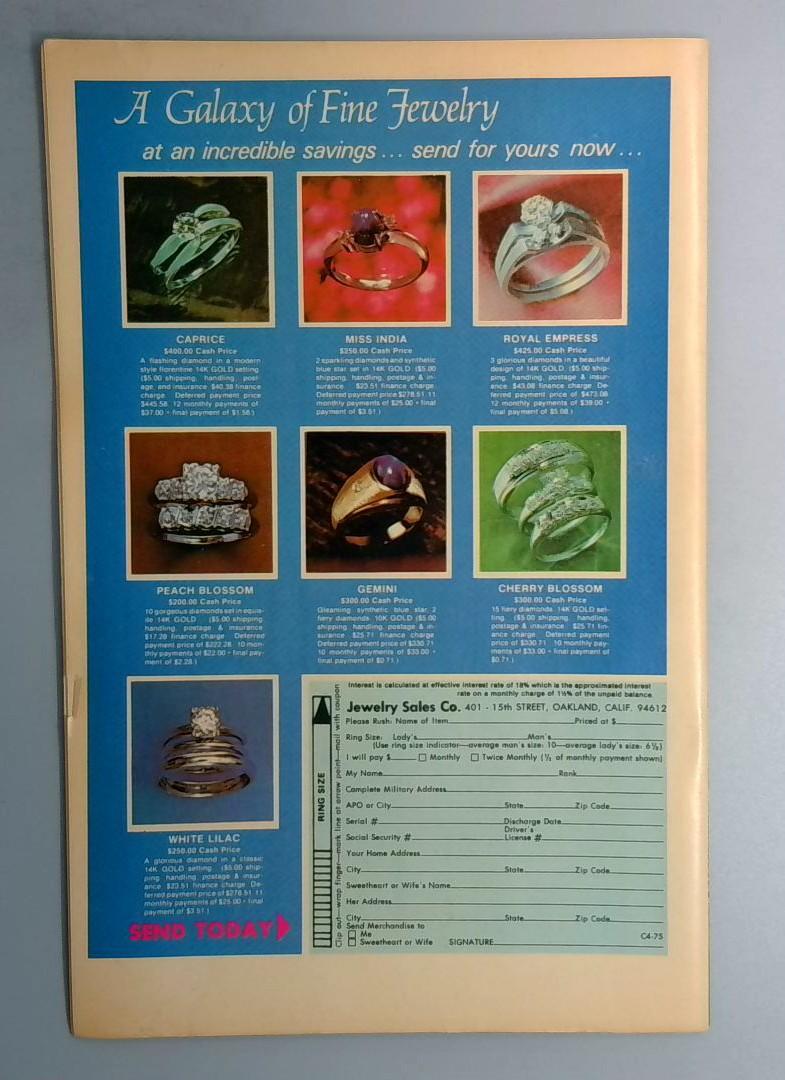 A Galaxy of Fine Jewelry
at an incredible savings... send for yours now...
CAPRICE
$400.00 Cash Price
A flashing diamond in a modern
style florentine 14K GOLD setting
($5.00 shipping, handling, post-
age, and insurance $40.38 finance
charge. Deferred payment price
$445.58 12 monthly payments of
$37.00 + final payment of $1.58.)
MISS INDIA
$250.00 Cash Price
2 sparkling diamonds and synthetic
blue star set in 14K GOLD ($5.00
shipping, handling, postage & in-
surance. $23.51 finance charge.
Deferred payment price of $278.51 11
monthly payments of $25.00 + final
payment of $3.51.)
ROYAL EMPRESS
$425.00 Cash Price
3 glorious diamonds in a beautiful
design of 14K GOLD. ($5.00 ship-
ping, handling, postage & insur-
ance. $43.08 finance charge. De-
ferred payment price of $473.08
12 monthly payments of $39.00 +
final payment of $5.08.)
PEACH BLOSSOM
$200.00 Cash Price
10 gorgeous diamonds set in equis-
ite 14K GOLD. ($5.00 shipping
handling, postage & insurance
$17.28 finance charge. Deferred
payment price of $222.28 10 mon-
thly payments of $22.00 + final pay-
ment of $2.28.)
GEMINI
$300.00 Cash Price
Gleaming synthetic blue star, 2
fiery diamonds. 10K GOLD ($5.00
shipping, handling, postage & in-
surance. $25.71 finance charge.
Deferred payment price of $330.71
10 monthly payments of $33.00 +
final payment of $0.71.)
CHERRY BLOSSOM
$300.00 Cash Price
15 fiery diamonds. 14K GOLD set-
ting. ($5.00 shipping, handling,
postage & insurance. $25.71 fin-
ance charge. Deferred payment
price of $330.71 10 monthly pay-
ments of $33.00 + final payment of
$0.71.)
WHITE LILAC
$250.00 Cash Price
A glorious diamond in a classic
14K GOLD setting. ($5.00 ship-
ping, handling, postage & insur-
ance $23.51 finance charge. De-
ferred payment price of $278.51 11
monthly payments of $25.00 + final
payment of $3.51.)
SEND TODAY
RING SIZE
Clip out—wrap finger—mark line at arrow point—mail with coupon
Interest is calculated at effective interest rate of 18% which is the approximated interest
rate on a monthly charge of 1½% of the unpaid balance.
Jewelry Sales Co. 401 - 15th STREET, OAKLAND, CALIF. 94612
Please Rush: Name of Item Priced at $
Ring Size: Lady's Man's
(Use ring size indicator—average man's size: 10—average lady's size: 6½)
I will pay $ Monthly Twice Monthly (½ of monthly payment shown)
My Name Rank
Complete Military Address
APO or City State Zip Code
Serial # Discharge Date
Social Security # Driver's License #
Your Home Address
City State Zip Code
Sweetheart or Wife's Name
Her Address
City State Zip Code
Send Merchandise to
Me
Sweetheart or Wife SIGNATURE C4-75